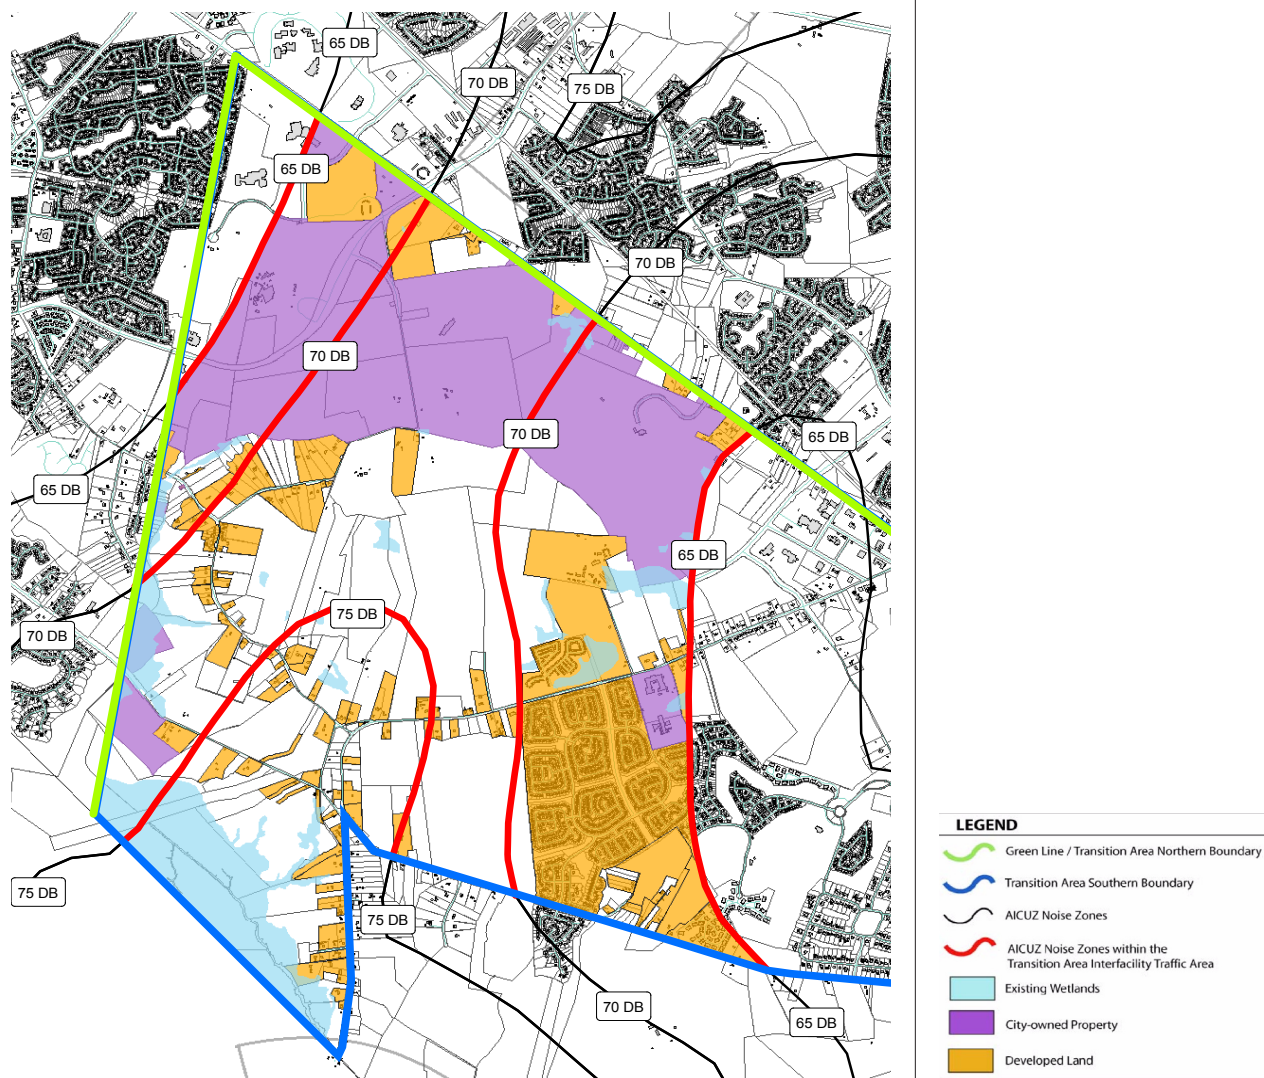 65 DB
70 DB
75 DB
65 DB
70 DB
70 DB
70 DB
65 DB
65 DB
65 DB
75 DB
70 DB
75 DB
75 DB
70 DB
65 DB
LEGEND
Green Line / Transition Area Northern Boundary
Transition Area Southern Boundary
AICUZ Noise Zones
AICUZ Noise Zones within the
Transition Area Interfacility Traffic Area
Existing Wetlands
City-owned Property
Developed Land